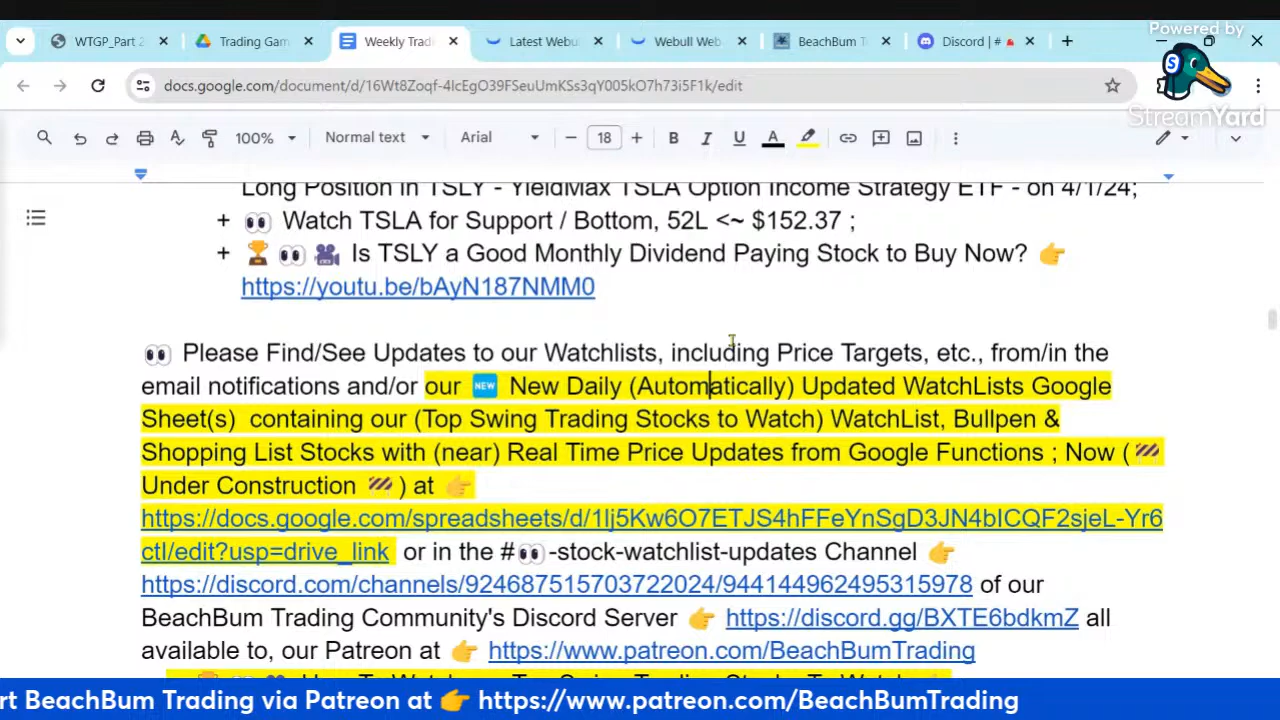 Powered by
StreamYard
WTGP_Part 2
Trading Gam
Weekly Tradi
Latest Webu
Webull Web
BeachBum T
Discord | #
docs.google.com/document/d/16Wt8Zoqf-4lcEgO39FSeuUmKSs3qY005kO7h73i5F1k/edit
100% Normal text Arial 18 B I U A
Long Position in TSLY - YieldMax TSLA Option Income Strategy ETF - on 4/1/24;
+ 👀 Watch TSLA for Support / Bottom, 52L <~ $152.37 ;
+ 🏆 👀 🎥 Is TSLY a Good Monthly Dividend Paying Stock to Buy Now? 👉
https://youtu.be/bAyN187NMM0
👀 Please Find/See Updates to our Watchlists, including Price Targets, etc., from/in the
email notifications and/or our 🆕 New Daily (Automatically) Updated WatchLists Google
Sheet(s) containing our (Top Swing Trading Stocks to Watch) WatchList, Bullpen &
Shopping List Stocks with (near) Real Time Price Updates from Google Functions ; Now ( 🚧
Under Construction 🚧 ) at 👉
https://docs.google.com/spreadsheets/d/1Ij5Kw6O7ETJS4hFFeYnSgD3JN4bICQF2sjeL-Yr6
ctI/edit?usp=drive_link or in the #👀-stock-watchlist-updates Channel 👉
https://discord.com/channels/924687515703722024/944144962495315978 of our
BeachBum Trading Community's Discord Server 👉 https://discord.gg/BXTE6bdkmZ all
available to, our Patreon at 👉 https://www.patreon.com/BeachBumTrading
rt BeachBum Trading via Patreon at 👉 https://www.patreon.com/BeachBumTrading